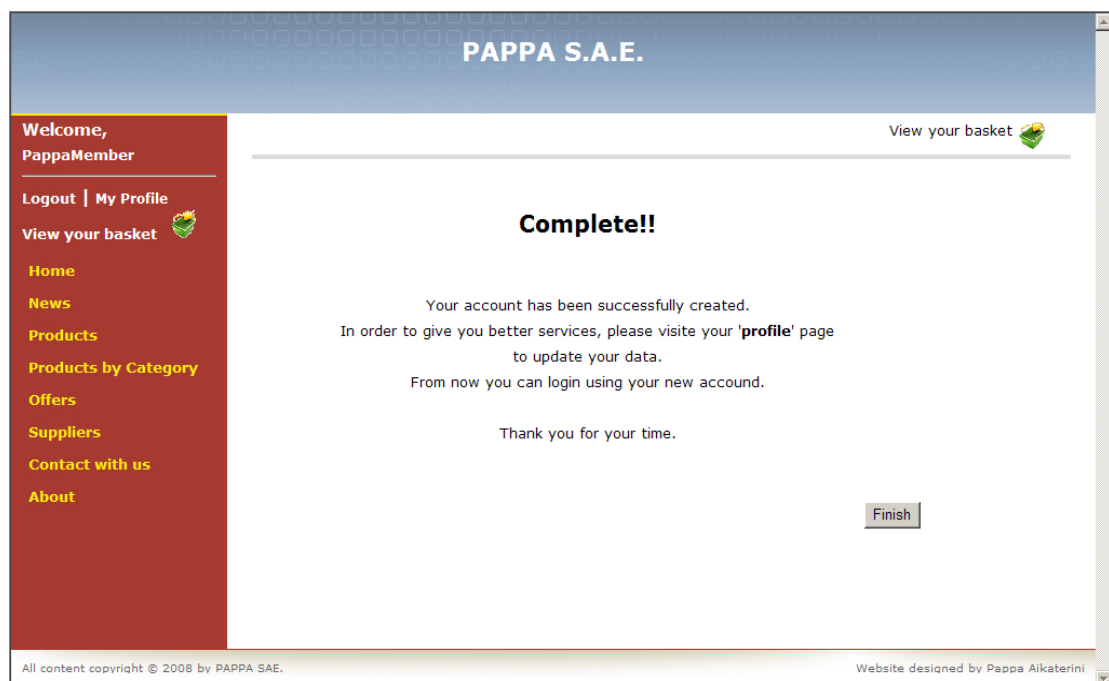 PAPPA S.A.E.
Welcome,
PappaMember
Logout | My Profile
View your basket
Home
News
Products
Products by Category
Offers
Suppliers
Contact with us
About
View your basket
Complete!!
Your account has been successfully created.
In order to give you better services, please visite your 'profile' page
to update your data.
From now you can login using your new accound.
Thank you for your time.
Finish
All content copyright © 2008 by PAPPA SAE.
Website designed by Pappa Aikaterini